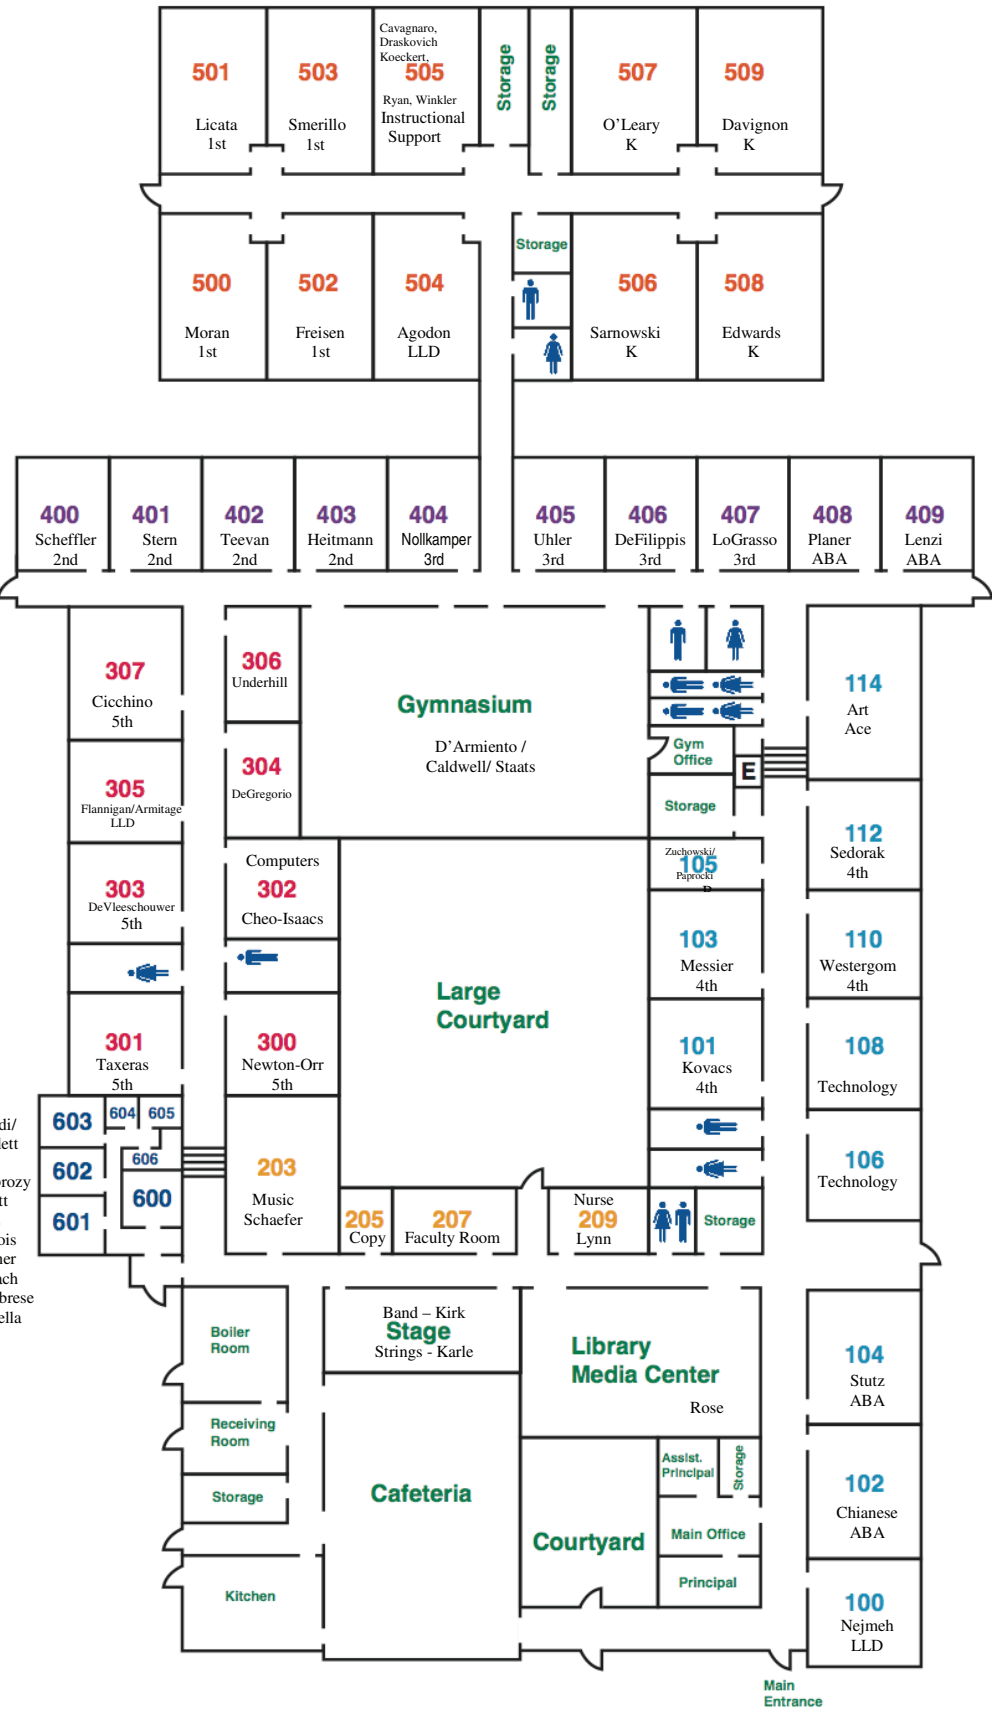 Cavagnaro,
Draskovich
Koeckert,
501
503
505
Storage
Storage
507
509
Ryan, Winkler
Licata
1st
Smerillo
1st
Instructional
Support
O'Leary
K
Davignon
K
Storage
500
502
504
506
508
Moran
1st
Freisen
1st
Agodon
LLD
Sarnowski
K
Edwards
K
400
Scheffler
2nd
401
Stern
2nd
402
Teevan
2nd
403
Heitmann
2nd
404
Nollkamper
3rd
405
Uhler
3rd
406
DeFilippis
3rd
407
LoGrasso
3rd
408
Planer
ABA
409
Lenzi
ABA
307
Cicchino
5th
306
Underhill
Gymnasium
D'Armiento /
Caldwell/ Staats
114
Art
Ace
305
Flannigan/Armitage
LLD
304
DeGregorio
Gym
Office
E
Storage
112
Sedorak
4th
303
DeVleeschouwer
5th
Computers
302
Cheo-Isaacs
Zuchowski/
105
Paprocki
103
Messier
4th
110
Westergom
4th
Large
Courtyard
301
Taxeras
5th
300
Newton-Orr
5th
101
Kovacs
4th
108
Technology
603
604
605
602
606
601
600
di/
lett
rozy
tt
ois
ner
ach
brese
ella
203
Music
Schaefer
106
Technology
205
Copy
207
Faculty Room
Nurse
209
Lynn
Storage
Boiler
Room
Band – Kirk
Stage
Strings - Karle
Library
Media Center
Rose
104
Stutz
ABA
Receiving
Room
Storage
Cafeteria
Assist.
Principal
Storage
102
Chianese
ABA
Courtyard
Main Office
Kitchen
Principal
100
Nejmeh
LLD
Main
Entrance